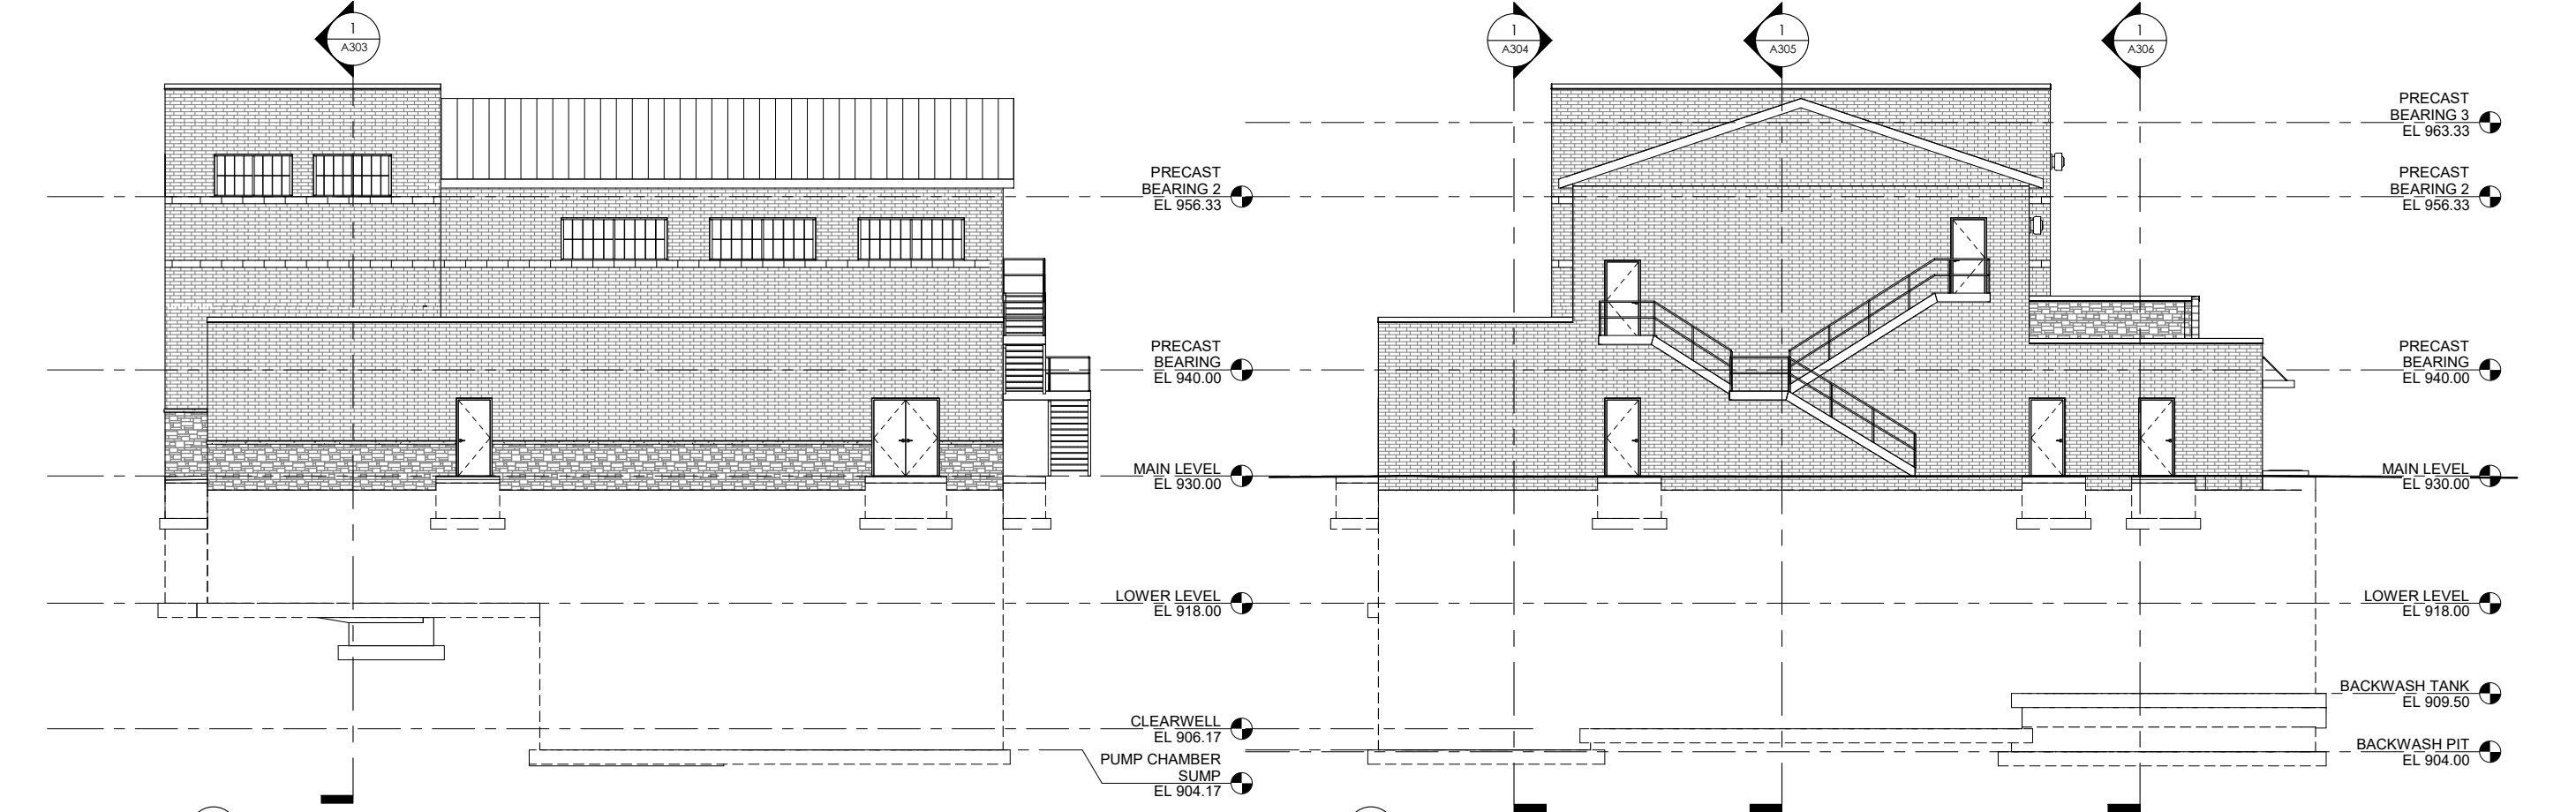 1
A303
1
A304
1
A305
1
A306
PRECAST
BEARING 2
EL 956.33
PRECAST
BEARING
EL 940.00
MAIN LEVEL
EL 930.00
LOWER LEVEL
EL 918.00
CLEARWELL
EL 906.17
PUMP CHAMBER
SUMP
EL 904.17
PRECAST
BEARING 3
EL 963.33
PRECAST
BEARING 2
EL 956.33
PRECAST
BEARING
EL 940.00
MAIN LEVEL
EL 930.00
LOWER LEVEL
EL 918.00
BACKWASH TANK
EL 909.50
BACKWASH PIT
EL 904.00